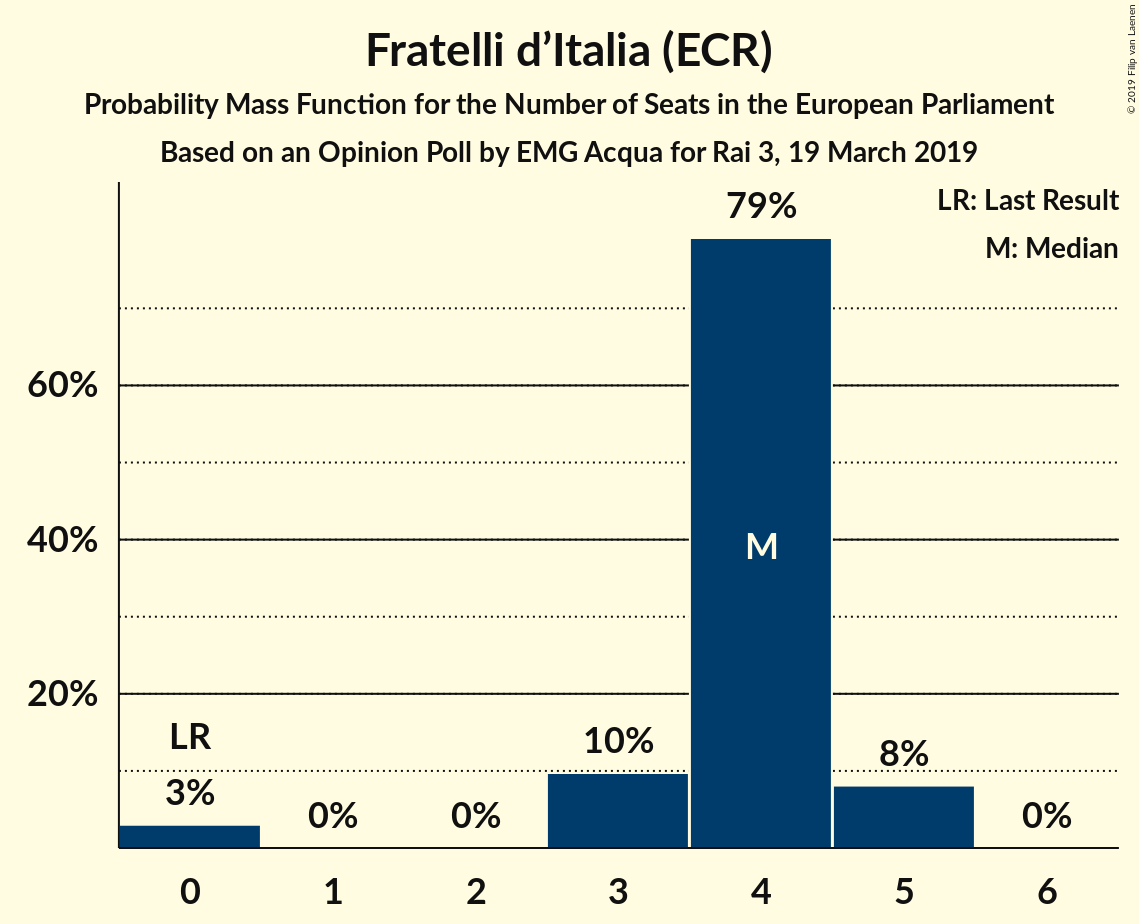 Fratelli d’Italia (ECR)
Probability Mass Function for the Number of Seats in the European Parliament
Based on an Opinion Poll by EMG Acqua for Rai 3, 19 March 2019
© 2019 Filip van Laenen
LR: Last Result
M: Median
79%
60%
40%
M
20%
LR
3%
0%
0%
10%
8%
0%
0 1 2 3 4 5 6